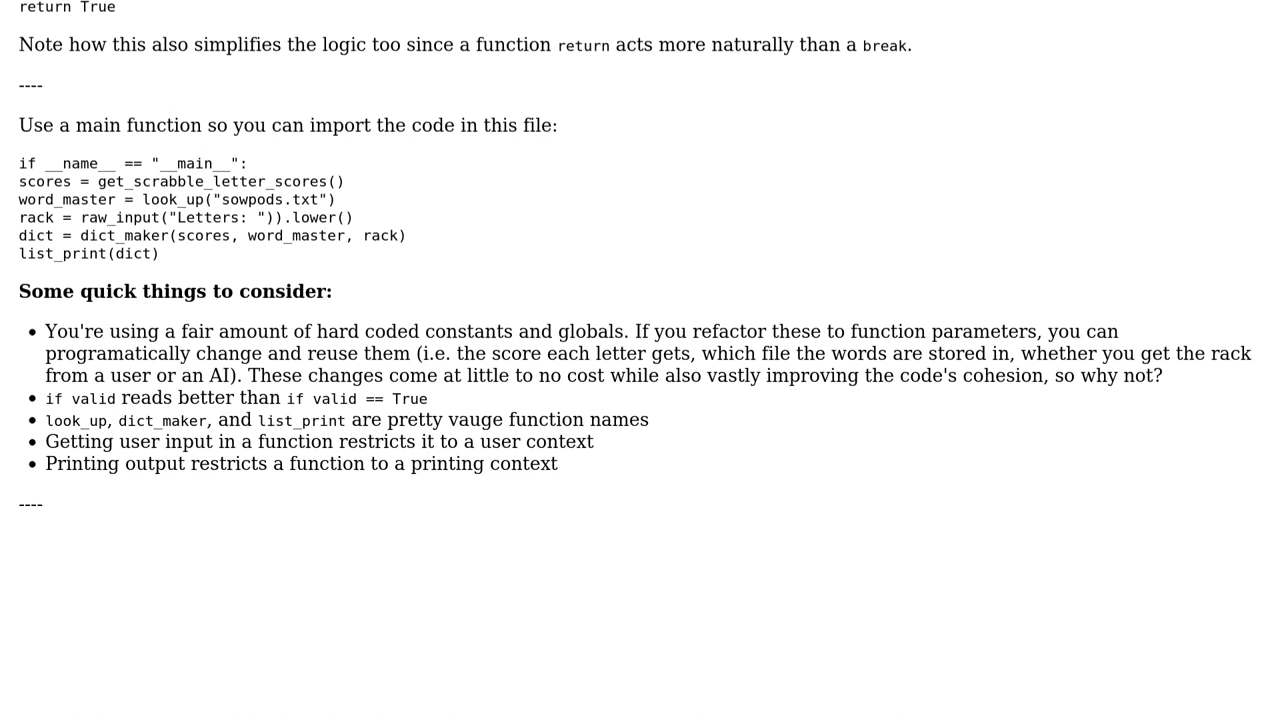 return True
Note how this also simplifies the logic too since a function return acts more naturally than a break.
----
Use a main function so you can import the code in this file:
if __name__ == "__main__":
scores = get_scrabble_letter_scores()
word_master = look_up("sowpods.txt")
rack = raw_input("Letters: ")).lower()
dict = dict_maker(scores, word_master, rack)
list_print(dict)
Some quick things to consider:
• You're using a fair amount of hard coded constants and globals. If you refactor these to function parameters, you can
programatically change and reuse them (i.e. the score each letter gets, which file the words are stored in, whether you get the rack
from a user or an AI). These changes come at little to no cost while also vastly improving the code's cohesion, so why not?
• if valid reads better than if valid == True
• look_up, dict_maker, and list_print are pretty vauge function names
• Getting user input in a function restricts it to a user context
• Printing output restricts a function to a printing context
----